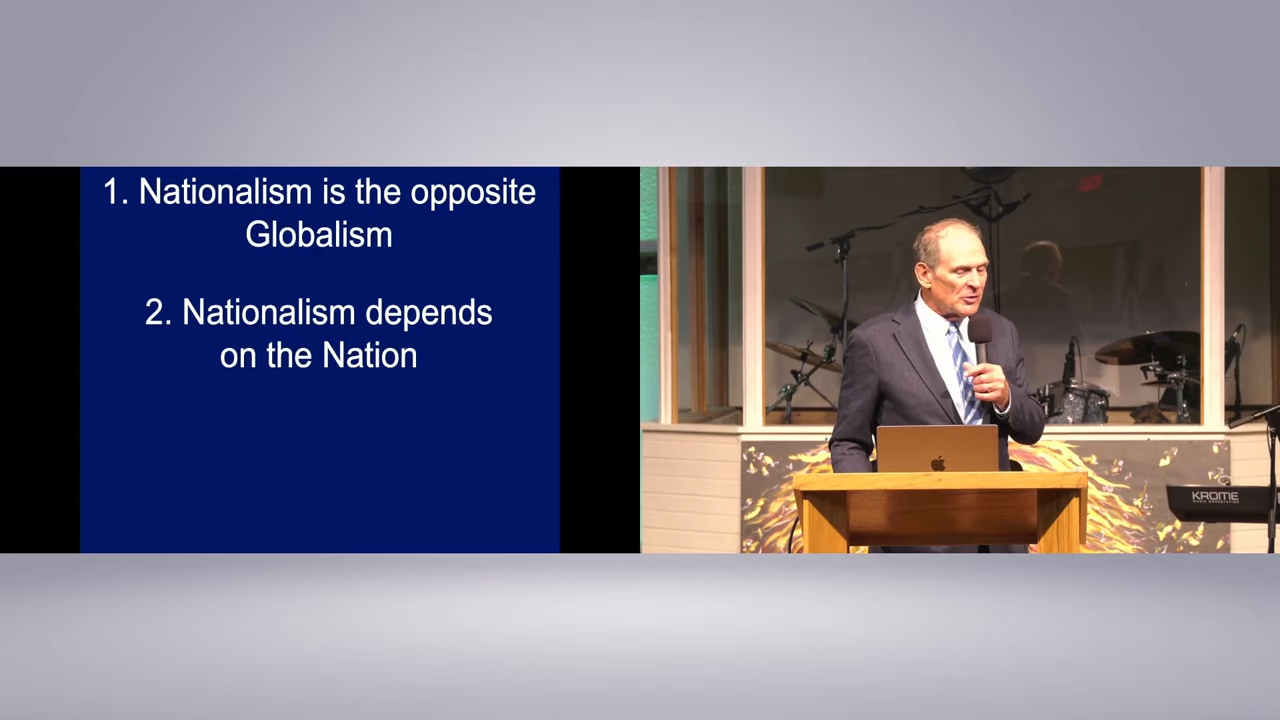 1. Nationalism is the opposite
Globalism
2. Nationalism depends
on the Nation
KROME